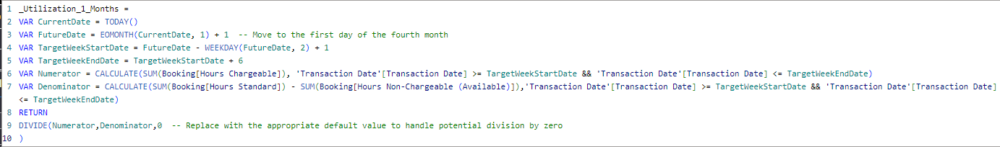 1 _Utilization_1_Months =
2 VAR CurrentDate = TODAY()
3 VAR FutureDate = EOMONTH(CurrentDate, 1) + 1  -- Move to the first day of the fourth month
4 VAR TargetWeekStartDate = FutureDate - WEEKDAY(FutureDate, 2) + 1
5 VAR TargetWeekEndDate = TargetWeekStartDate + 6
6 VAR Numerator = CALCULATE(SUM(Booking[Hours Chargeable]), 'Transaction Date'[Transaction Date] >= TargetWeekStartDate && 'Transaction Date'[Transaction Date] <= TargetWeekEndDate)
7 VAR Denominator = CALCULATE(SUM(Booking[Hours Standard]) - SUM(Booking[Hours Non-Chargeable (Available)]),'Transaction Date'[Transaction Date] >= TargetWeekStartDate && 'Transaction Date'[Transaction Date]
<= TargetWeekEndDate)
8 RETURN
9 DIVIDE(Numerator,Denominator,0  -- Replace with the appropriate default value to handle potential division by zero
10 )